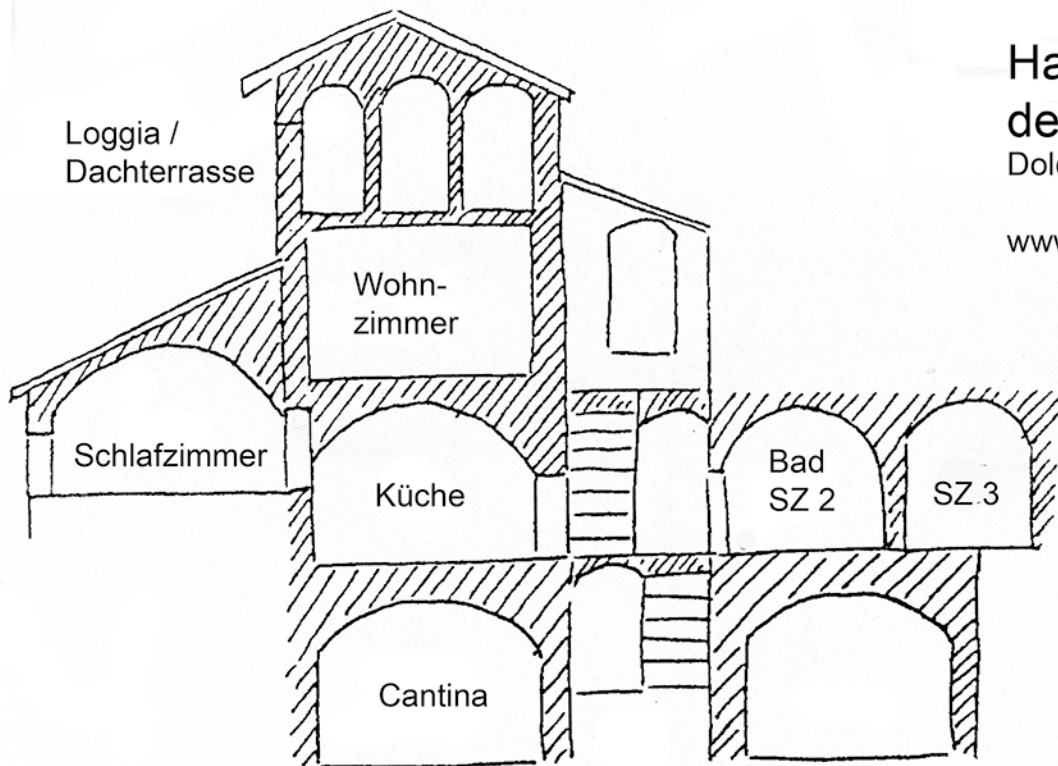 Loggia /
Dachterrasse
Wohn-
zimmer
Schlafzimmer
Küche
Bad
SZ 2
SZ.3
Cantina